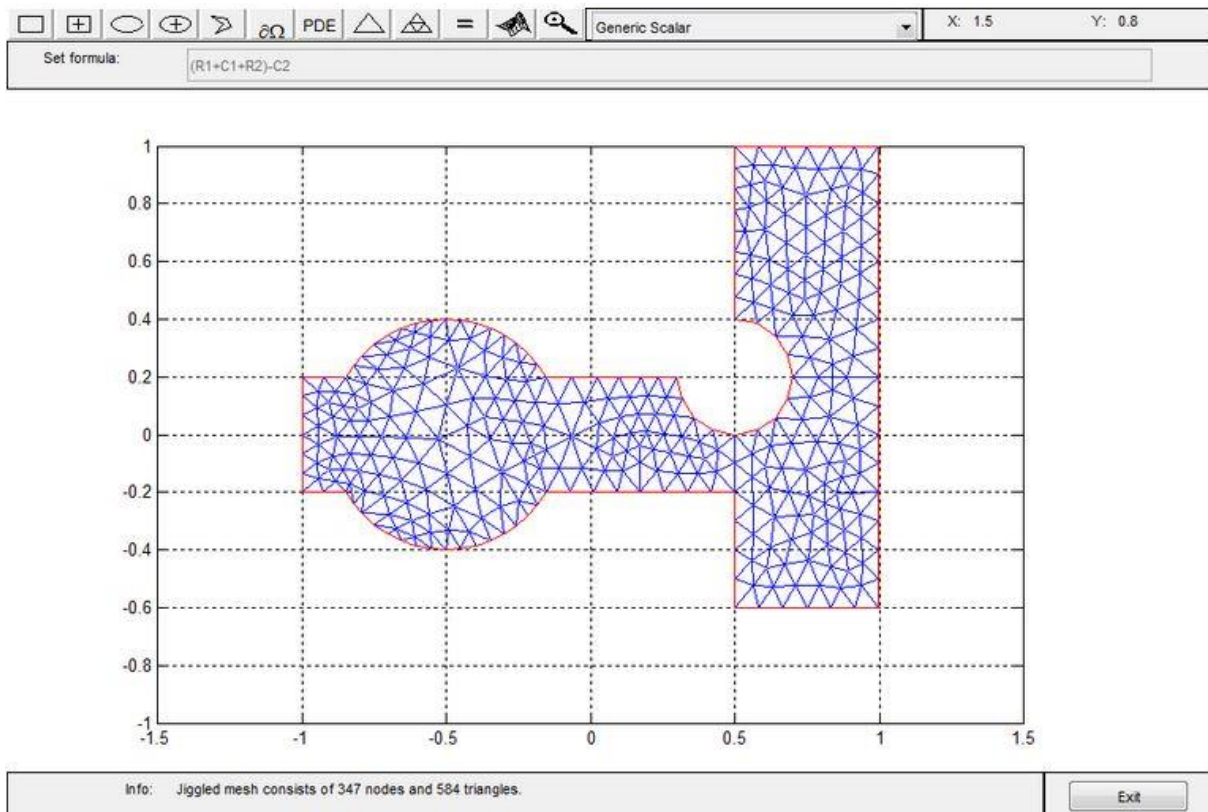 ∂Ω PDE = Generic Scalar X: 1.5 Y: 0.8
Set formula: (R1+C1+R2)-C2
1
0.8
0.6
0.4
0.2
0
-0.2
-0.4
-0.6
-0.8
-1
-1.5 -1 -0.5 0 0.5 1 1.5
Info: Jiggled mesh consists of 347 nodes and 584 triangles. Exit